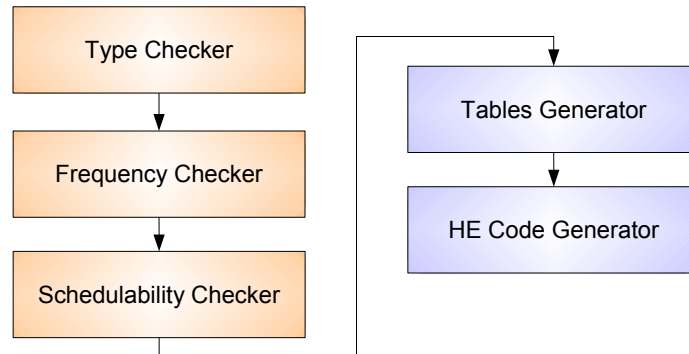 Type Checker
Frequency Checker
Schedulability Checker
Tables Generator
HE Code Generator